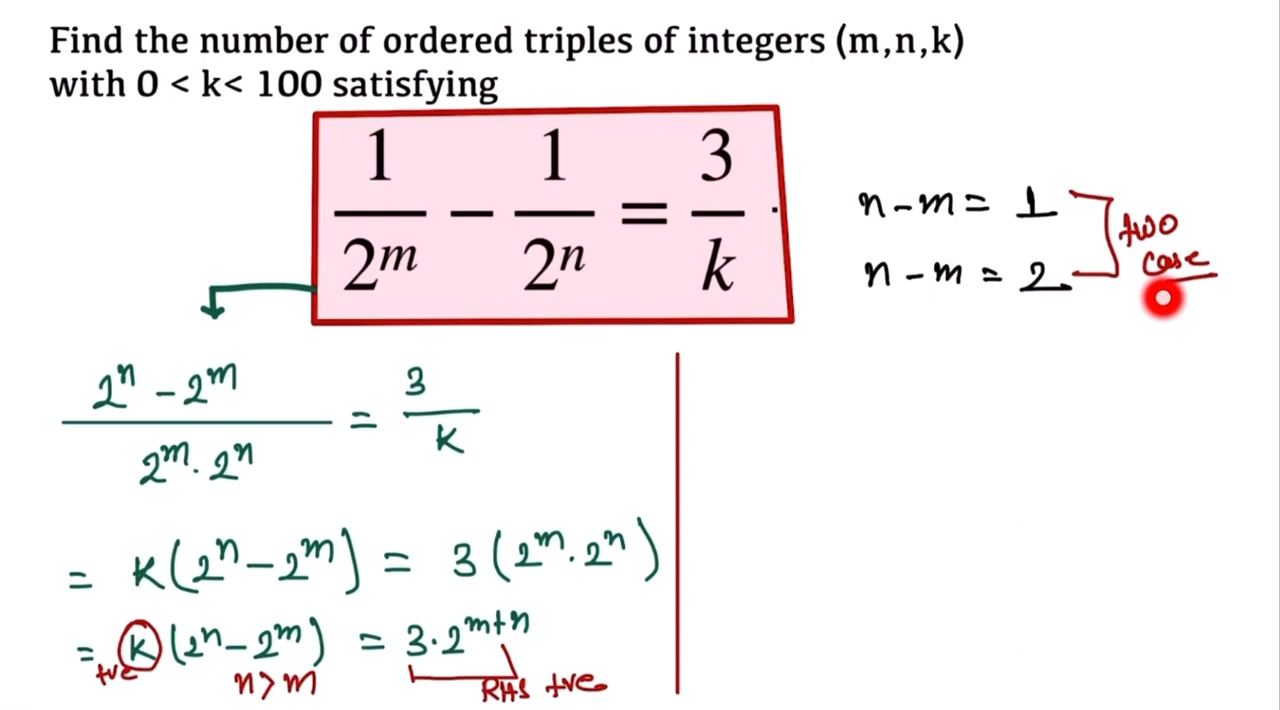 Find the number of ordered triples of integers (m,n,k)
with 0 < k< 100 satisfying
1/2^m − 1/2^n = 3/k .
n-m = 1
n-m = 2
two
case
2^n - 2^m / 2^m . 2^n = 3 / K
= K(2^n - 2^m) = 3 (2^m . 2^n)
= K (2^n - 2^m) = 3 . 2^m+n
+ve n > m RHS +ve